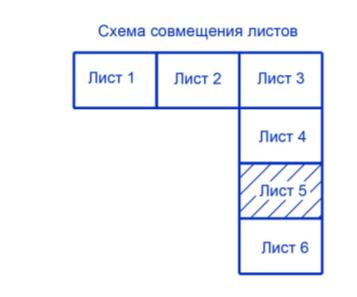 Схема совмещения листов
Лист 1 Лист 2 Лист 3
Лист 4
Лист 5
Лист 6